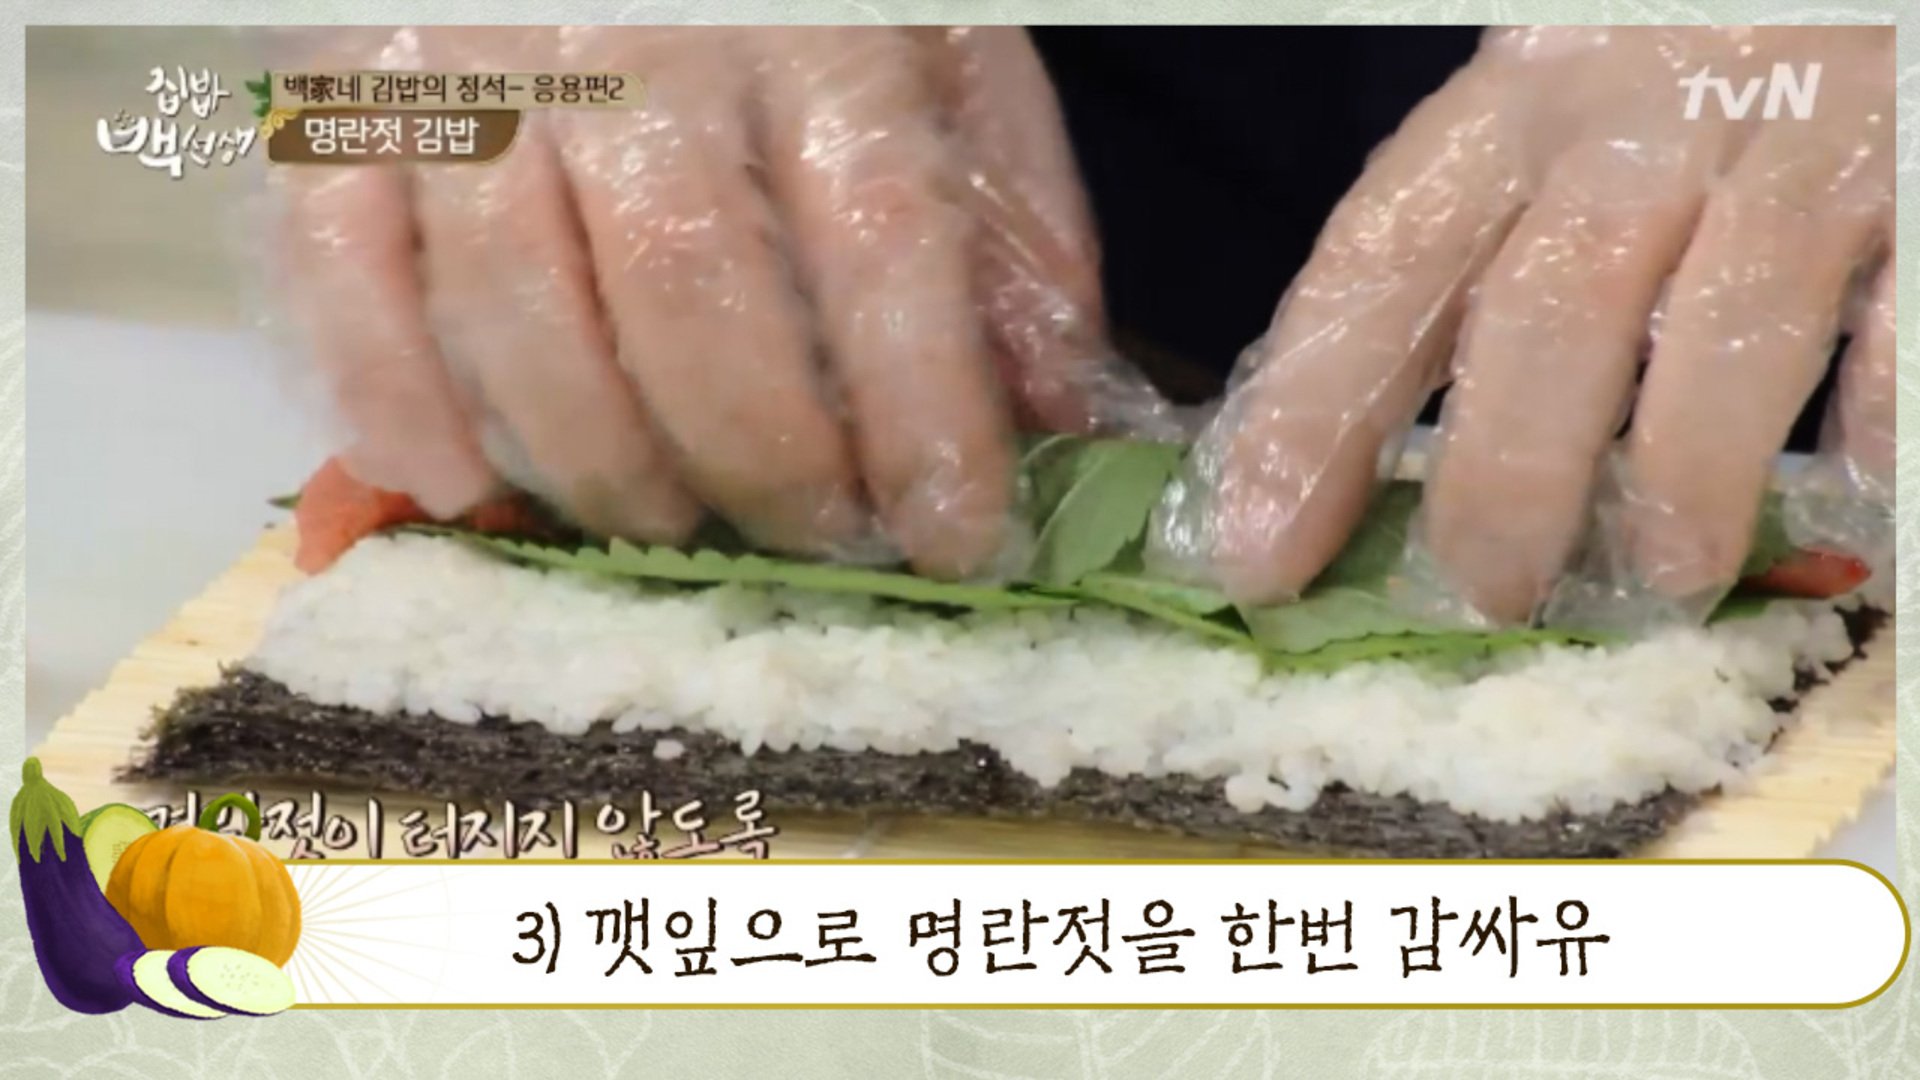 집밥
백선생
백家네 김밥의 정석- 응용편2
명란젓 김밥
tvN
명란젓이 터지지 않도록
3) 깻잎으로 명란젓을 한번 감싸유